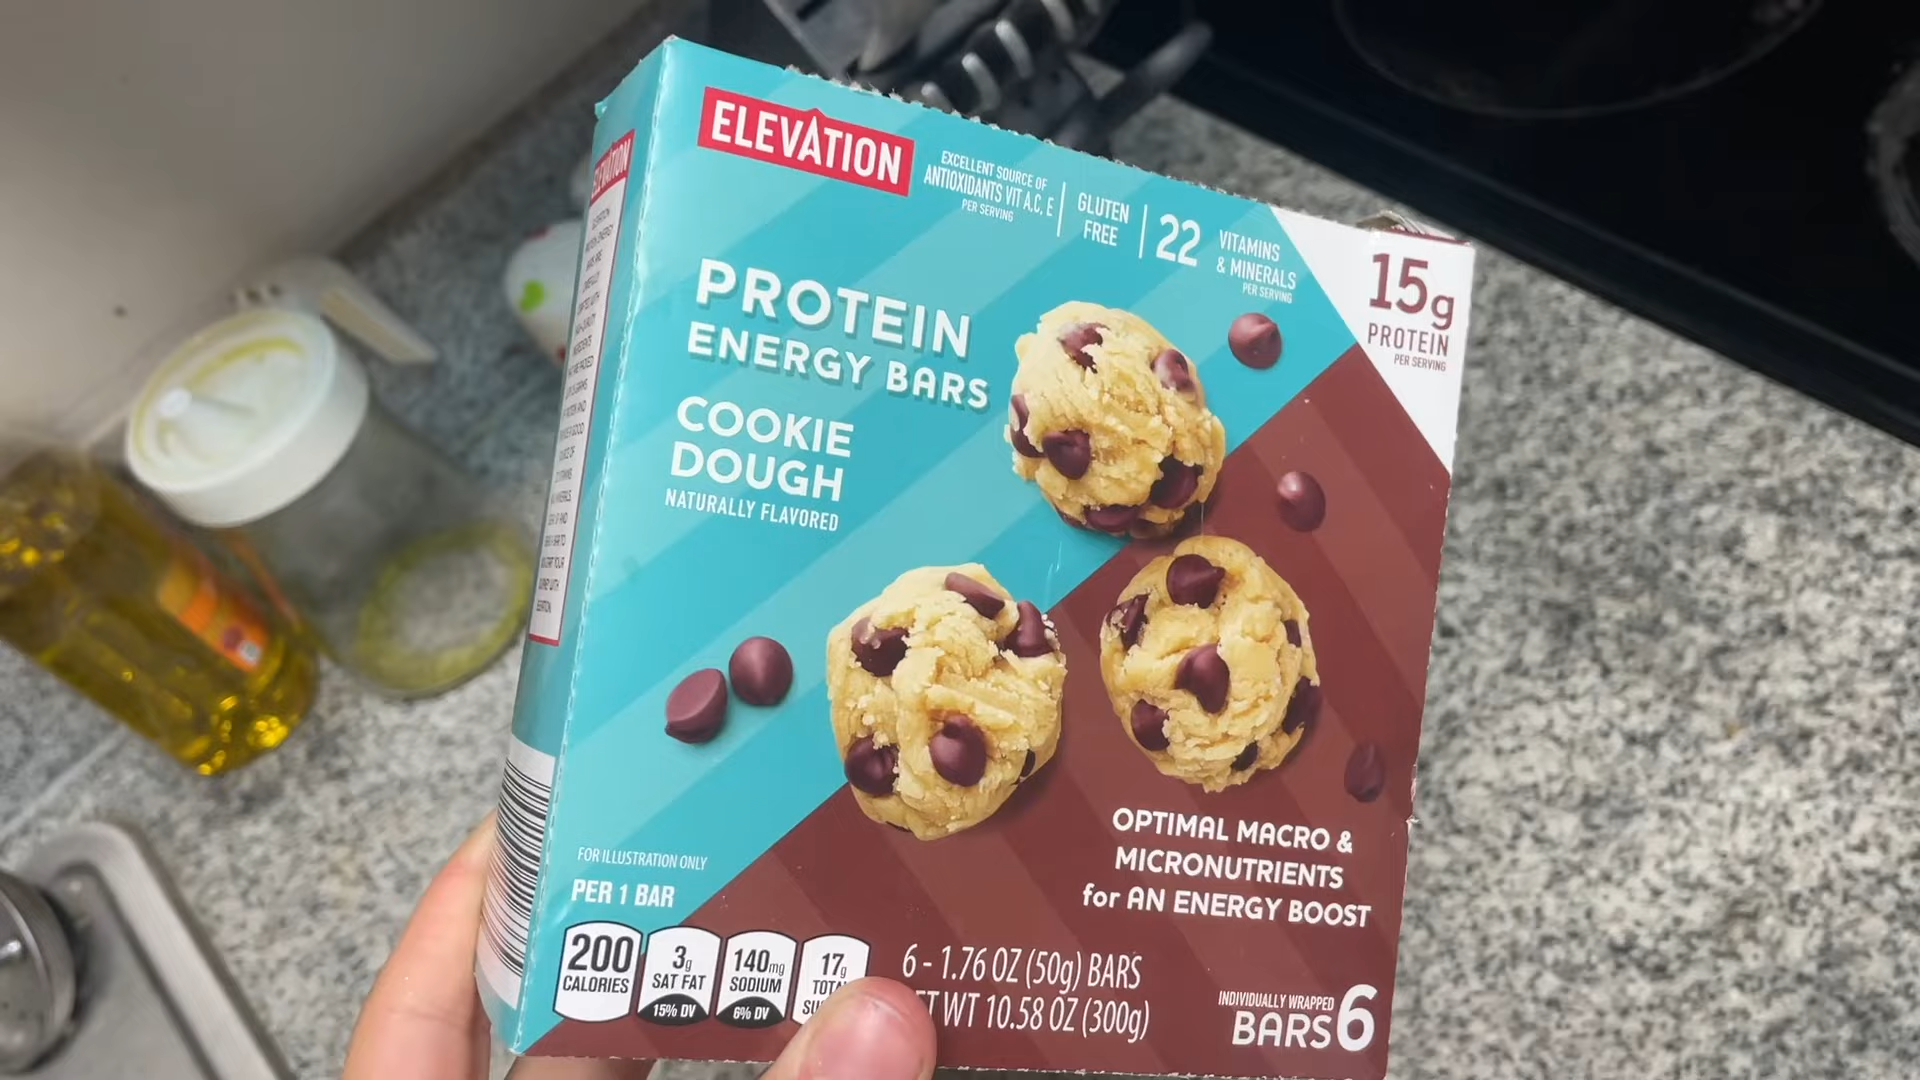 ELEVATION
EXCELLENT SOURCE OF
ANTIOXIDANTS VIT A,C, E
PER SERVING
GLUTEN
FREE
22
VITAMINS
& MINERALS
PER SERVING
15g
PROTEIN
PER SERVING
PROTEIN
ENERGY BARS
COOKIE
DOUGH
NATURALLY FLAVORED
OPTIMAL MACRO &
MICRONUTRIENTS
for AN ENERGY BOOST
FOR ILLUSTRATION ONLY
PER 1 BAR
200
CALORIES
3g
SAT FAT
15% DV
140mg
SODIUM
6% DV
17g
6 - 1.76 OZ (50g) BARS
WT 10.58 OZ (300g)
INDIVIDUALLY WRAPPED
BARS 6
ELEVATION